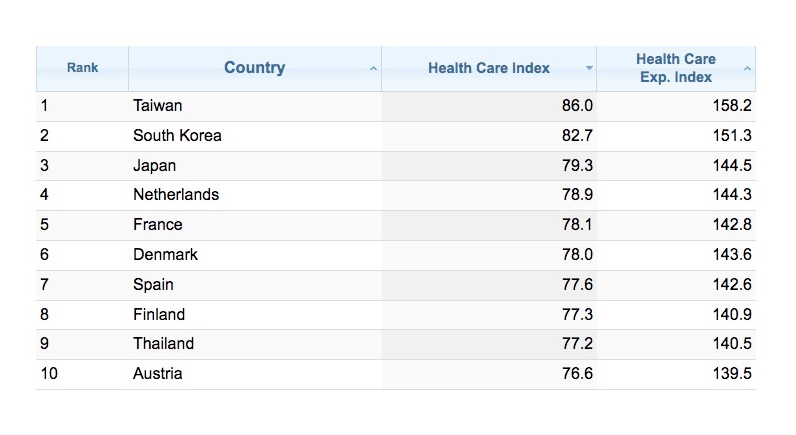 Rank Country Health Care Index Health Care
Exp. Index
1 Taiwan 86.0 158.2
2 South Korea 82.7 151.3
3 Japan 79.3 144.5
4 Netherlands 78.9 144.3
5 France 78.1 142.8
6 Denmark 78.0 143.6
7 Spain 77.6 142.6
8 Finland 77.3 140.9
9 Thailand 77.2 140.5
10 Austria 76.6 139.5